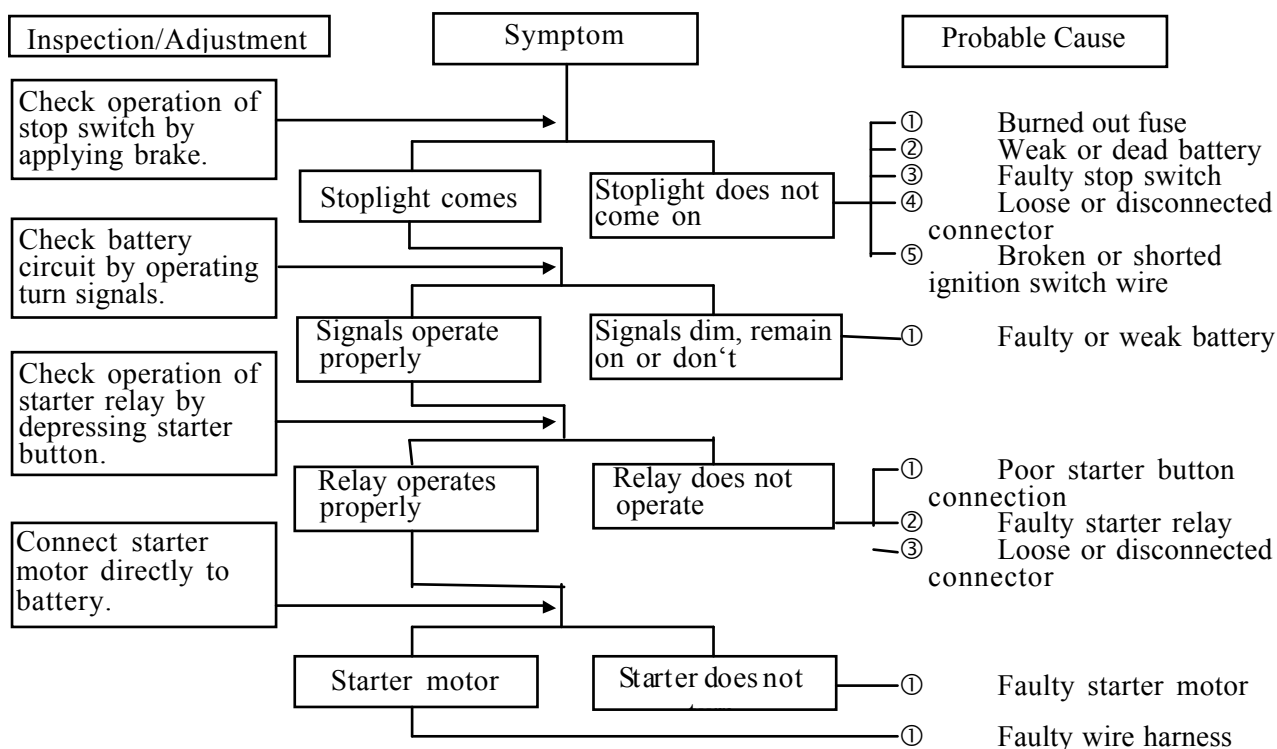 Inspection/Adjustment
Symptom
Probable Cause
Check operation of
stop switch by
applying brake.
① Burned out fuse
② Weak or dead battery
③ Faulty stop switch
④ Loose or disconnected
connector
⑤ Broken or shorted
ignition switch wire
Stoplight comes
Stoplight does not
come on
Check battery
circuit by operating
turn signals.
Signals operate
properly
Signals dim, remain
on or don‘t
① Faulty or weak battery
Check operation of
starter relay by
depressing starter
button.
Relay operates
properly
Relay does not
operate
① Poor starter button
connection
② Faulty starter relay
③ Loose or disconnected
connector
Connect starter
motor directly to
battery.
Starter motor
Starter does not
① Faulty starter motor
① Faulty wire harness